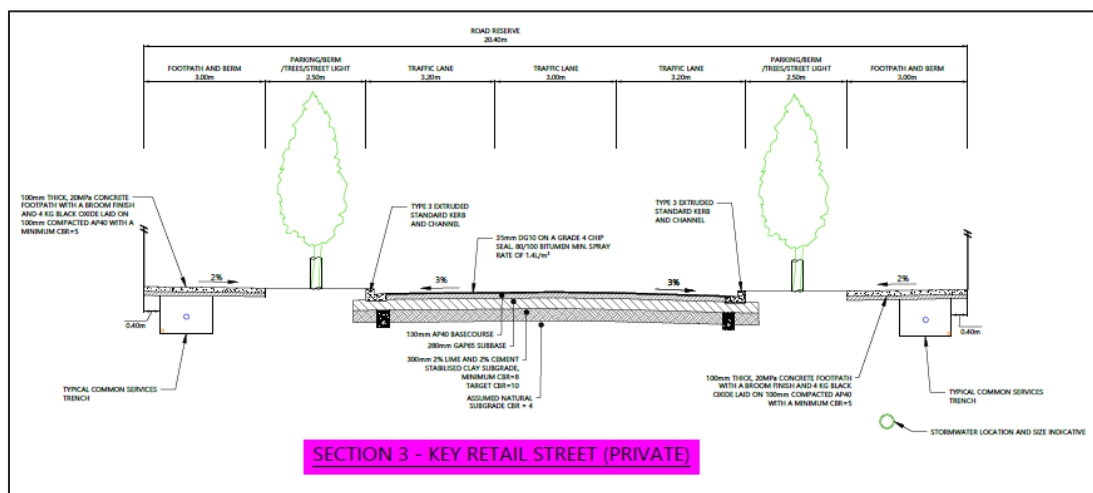 ROAD RESERVE
20.40m
FOOTPATH AND BERM
3.00m
PARKING/BERM
/TREES/STREET LIGHT
2.50m
TRAFFIC LANE
3.20m
TRAFFIC LANE
3.00m
TRAFFIC LANE
3.20m
PARKING/BERM
/TREES/STREET LIGHT
2.50m
FOOTPATH AND BERM
3.00m
100mm THICK, 20MPa CONCRETE
FOOTPATH WITH A BROOM FINISH
AND 4 KG BLACK OXIDE LAID ON
100mm COMPACTED AP40 WITH A
MINIMUM CBR=5
TYPE 3 EXTRUDED
STANDARD KERB
AND CHANNEL
35mm DG10 ON A GRADE 4 CHIP
SEAL. 80/100 BITUMEN MIN. SPRAY
RATE OF 1.4L/m²
TYPE 3 EXTRUDED
STANDARD KERB
AND CHANNEL
2%
3%
3%
2%
0.40m
0.40m
130mm AP40 BASECOURSE
280mm GAP65 SUBBASE
300mm 2% LIME AND 2% CEMENT
STABILISED CLAY SUBGRADE,
MINIMUM CBR=8
TARGET CBR=10
ASSUMED NATURAL
SUBGRADE CBR = 4
TYPICAL COMMON SERVICES
TRENCH
100mm THICK, 20MPa CONCRETE FOOTPATH
WITH A BROOM FINISH AND 4 KG BLACK
OXIDE LAID ON 100mm COMPACTED AP40
WITH A MINIMUM CBR=5
TYPICAL COMMON SERVICES
TRENCH
STORMWATER LOCATION AND SIZE INDICATIVE
SECTION 3 - KEY RETAIL STREET (PRIVATE)